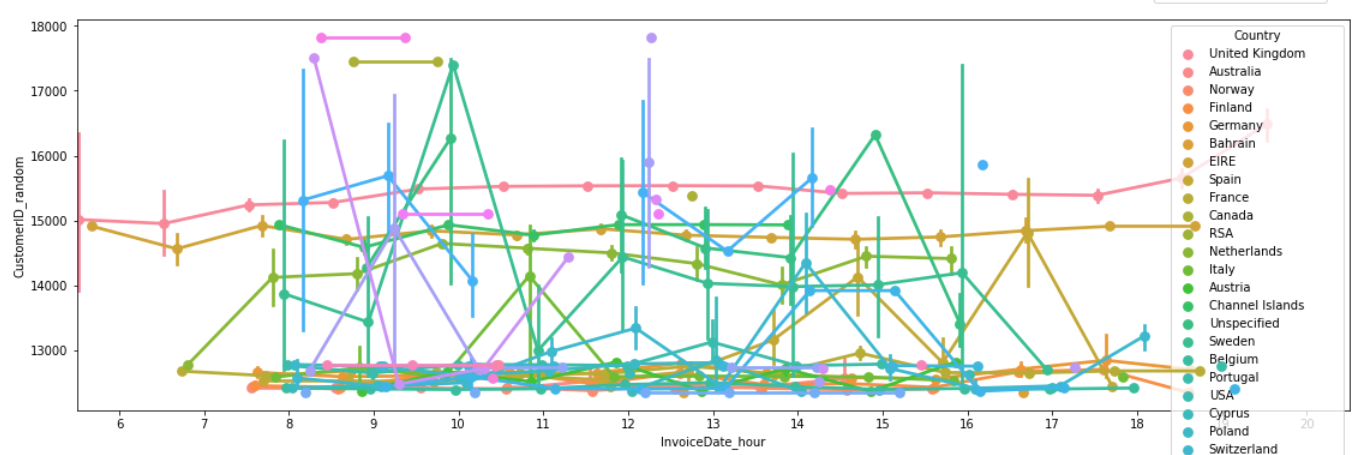 18000
17000
16000
15000
14000
13000
CustomerID_random
6 7 8 9 10 11 12 13 14 15 16 17 18 19 20
InvoiceDate_hour
Country
United Kingdom
Australia
Norway
Finland
Germany
Bahrain
EIRE
Spain
France
Canada
RSA
Netherlands
Italy
Austria
Channel Islands
Unspecified
Sweden
Belgium
Portugal
USA
Cyprus
Poland
Switzerland